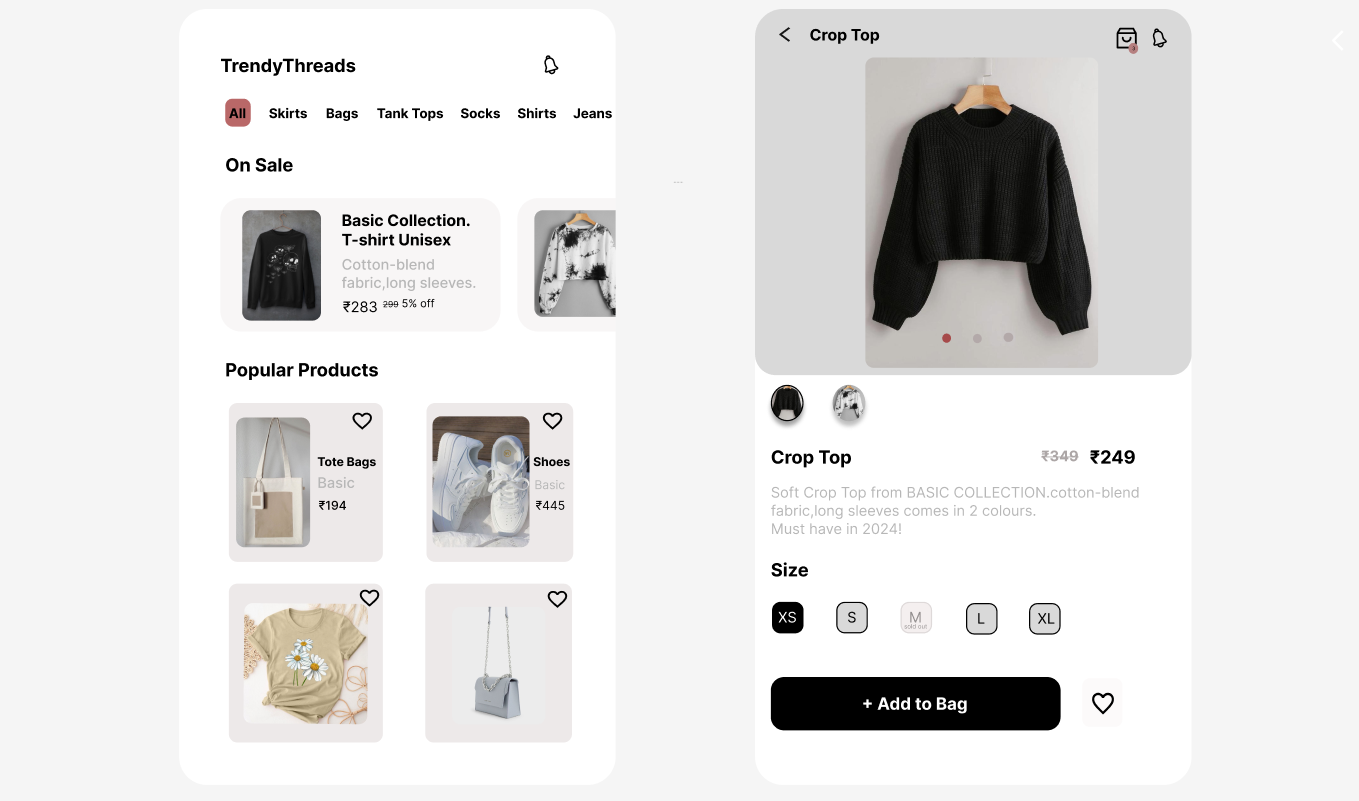 TrendyThreads
All Skirts Bags Tank Tops Socks Shirts Jeans
On Sale
Basic Collection.
T-shirt Unisex
Cotton-blend
fabric,long sleeves.
₹283 299 5% off
Popular Products
Tote Bags
Basic
₹194
Shoes
Basic
₹445
Crop Top
Crop Top
₹349 ₹249
Soft Crop Top from BASIC COLLECTION.cotton-blend
fabric,long sleeves comes in 2 colours.
Must have in 2024!
Size
XS S M L XL
sold out
+ Add to Bag